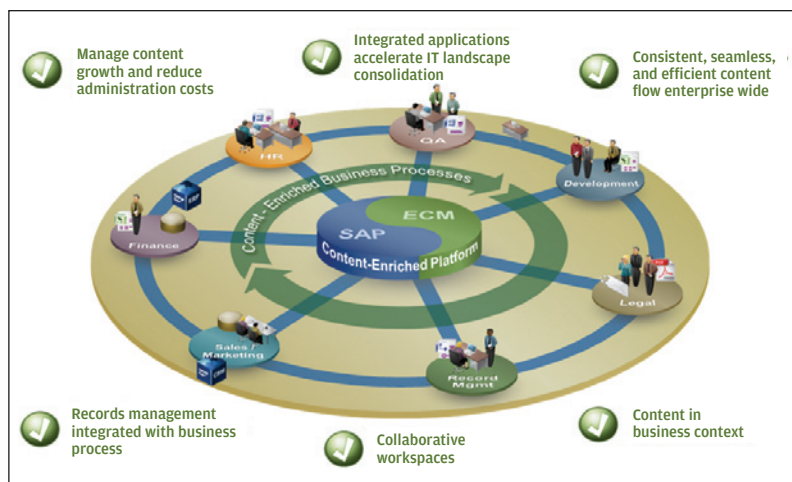 Manage content
growth and reduce
administration costs
Integrated applications
accelerate IT landscape
consolidation
Consistent, seamless,
and efficient content
flow enterprise wide
HR
QA
Development
Content - Enriched Business Processes
ECM
SAP
Content-Enriched Platform
Finance
Legal
Sales /
Marketing
Record
Mgmt
Records management
integrated with business
process
Collaborative
workspaces
Content in
business context